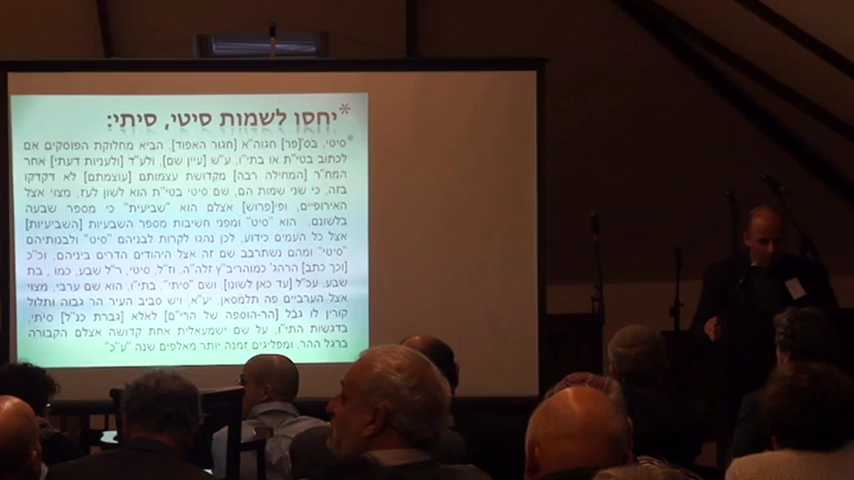 *יחסו לשמות סיטי, סיתי:
*סיטי, בס'[פר] חגוה"א [חגור האפוד], הביא מחלוקת הפוסקים אם
לכתוב בטי"ת או בתי"ו, ע"ש [עיין שם], ולע"ד [ולעניות דעתי] אחר
המח"ר [המחילה רבה] מקדושת עצמותם [עוצמתם] לא דקדקו
בזה, כי שני שמות הם, שם סיטי בטי"ת הוא לשון לעז, מצוי אצל
האירופיים, ופי'[פרוש] אצלם הוא "שביעית" כי מספר שבעה
בלשונם, הוא "סיט" ומפני חשיבות מספר השבעיות [השביעיות]
אצל כל העמים כידוע, לכן נהגו לקרות לבניהם "סיט" ולבנותיהם
"סיטי" ומהם נשתרבב שם זה אצל היהודים הדרים ביניהם, וכ"כ
[וכך כתב] הרהג' כמוהריב"ץ זלה"ה, וז"ל, סיטי, ר"ל שבע, כמו, בת
שבע, עכ"ל [עד כאן לשונו], ושם "סיתי", בתי"ו, הוא שם ערבי, מצוי
אצל הערביים פה תלמסאן, יע"א, ויש סביב העיר הר גבוה ותלול
קורין לו גבל [הר-הוספה של הרי"ם] לאלא [גברת כנ"ל] סיתי,
בדגשות התי"ו, על שם ישמעאלית אחת קדושה אצלם הקבורה
ברגל ההר, ומפליגים זמנה יותר מאלפים שנה "ע"כ"